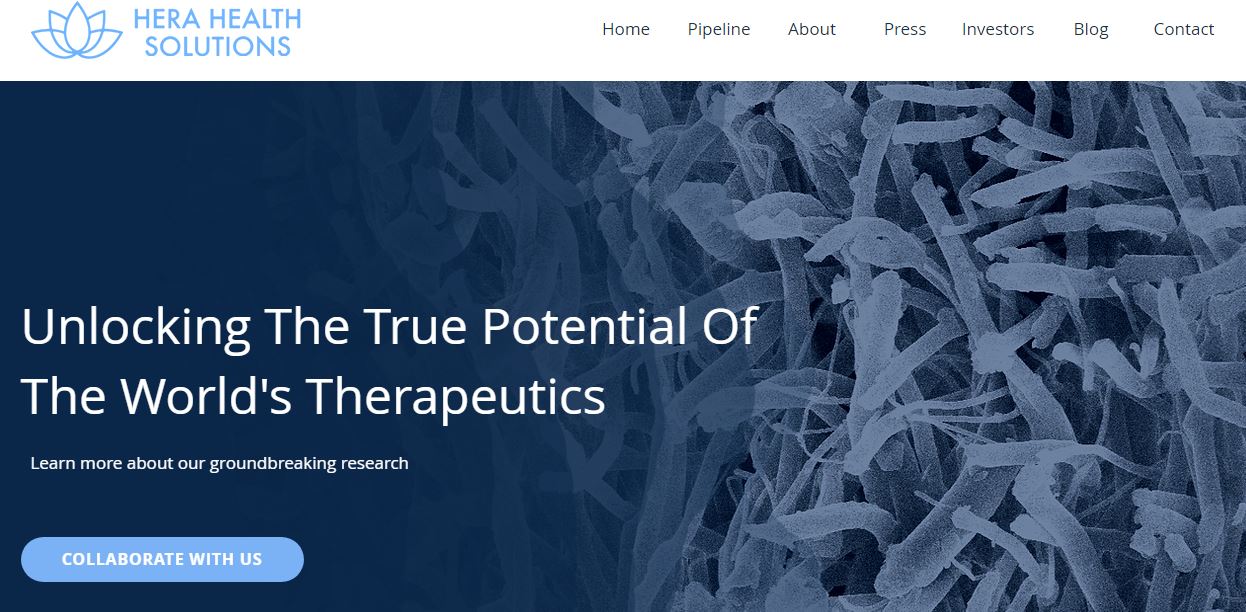 HERA HEALTH
SOLUTIONS
Home Pipeline About Press Investors Blog Contact
Unlocking The True Potential Of
The World's Therapeutics
Learn more about our groundbreaking research
COLLABORATE WITH US